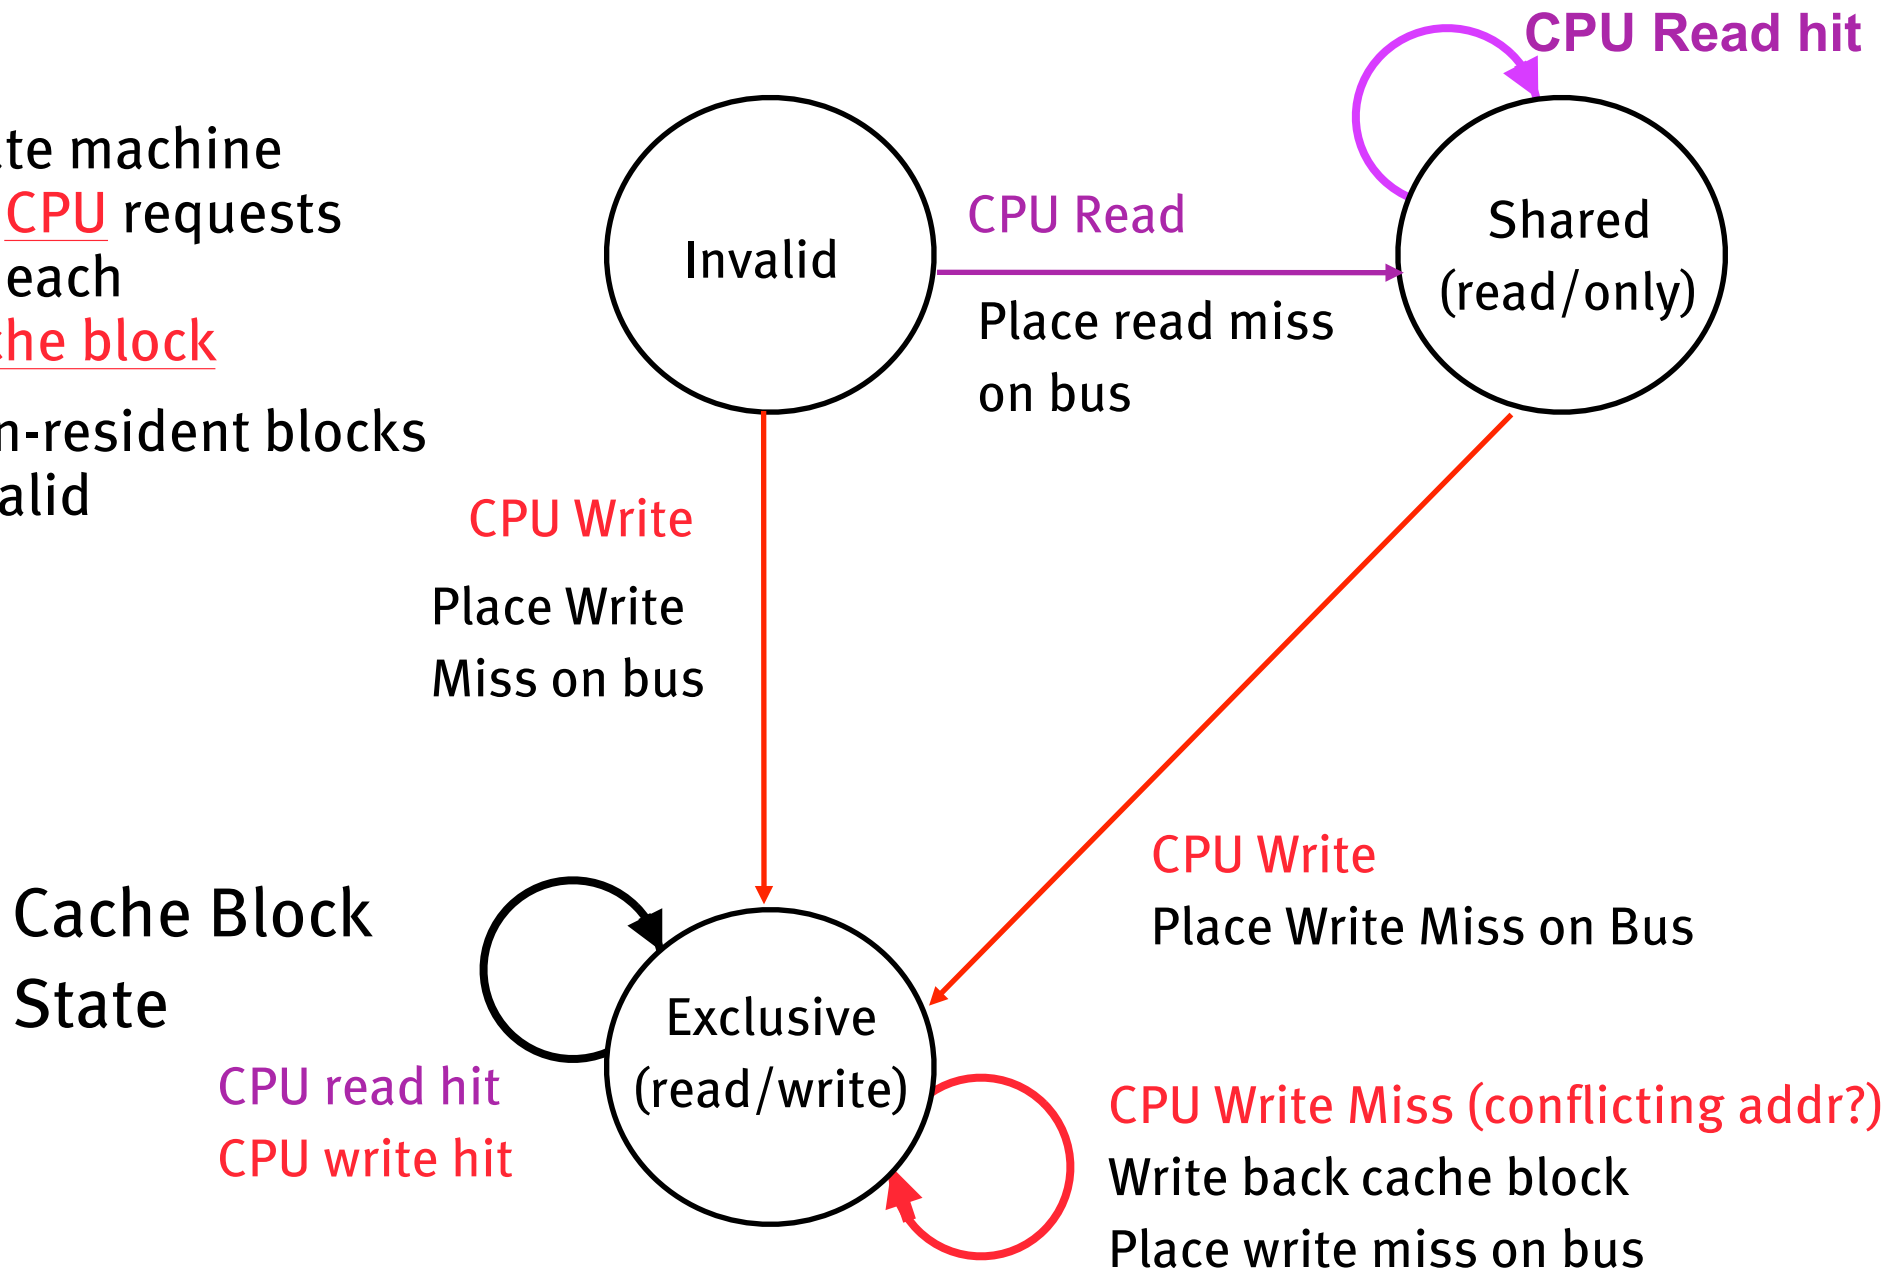 CPU Read hit
ate machine
CPU requests
each
che block
n-resident blocks
alid
Invalid
CPU Read
Place read miss
on bus
Shared
(read/only)
CPU Write
Place Write
Miss on bus
CPU Write
Place Write Miss on Bus
Cache Block
State
Exclusive
(read/write)
CPU read hit
CPU write hit
CPU Write Miss (conflicting addr?)
Write back cache block
Place write miss on bus